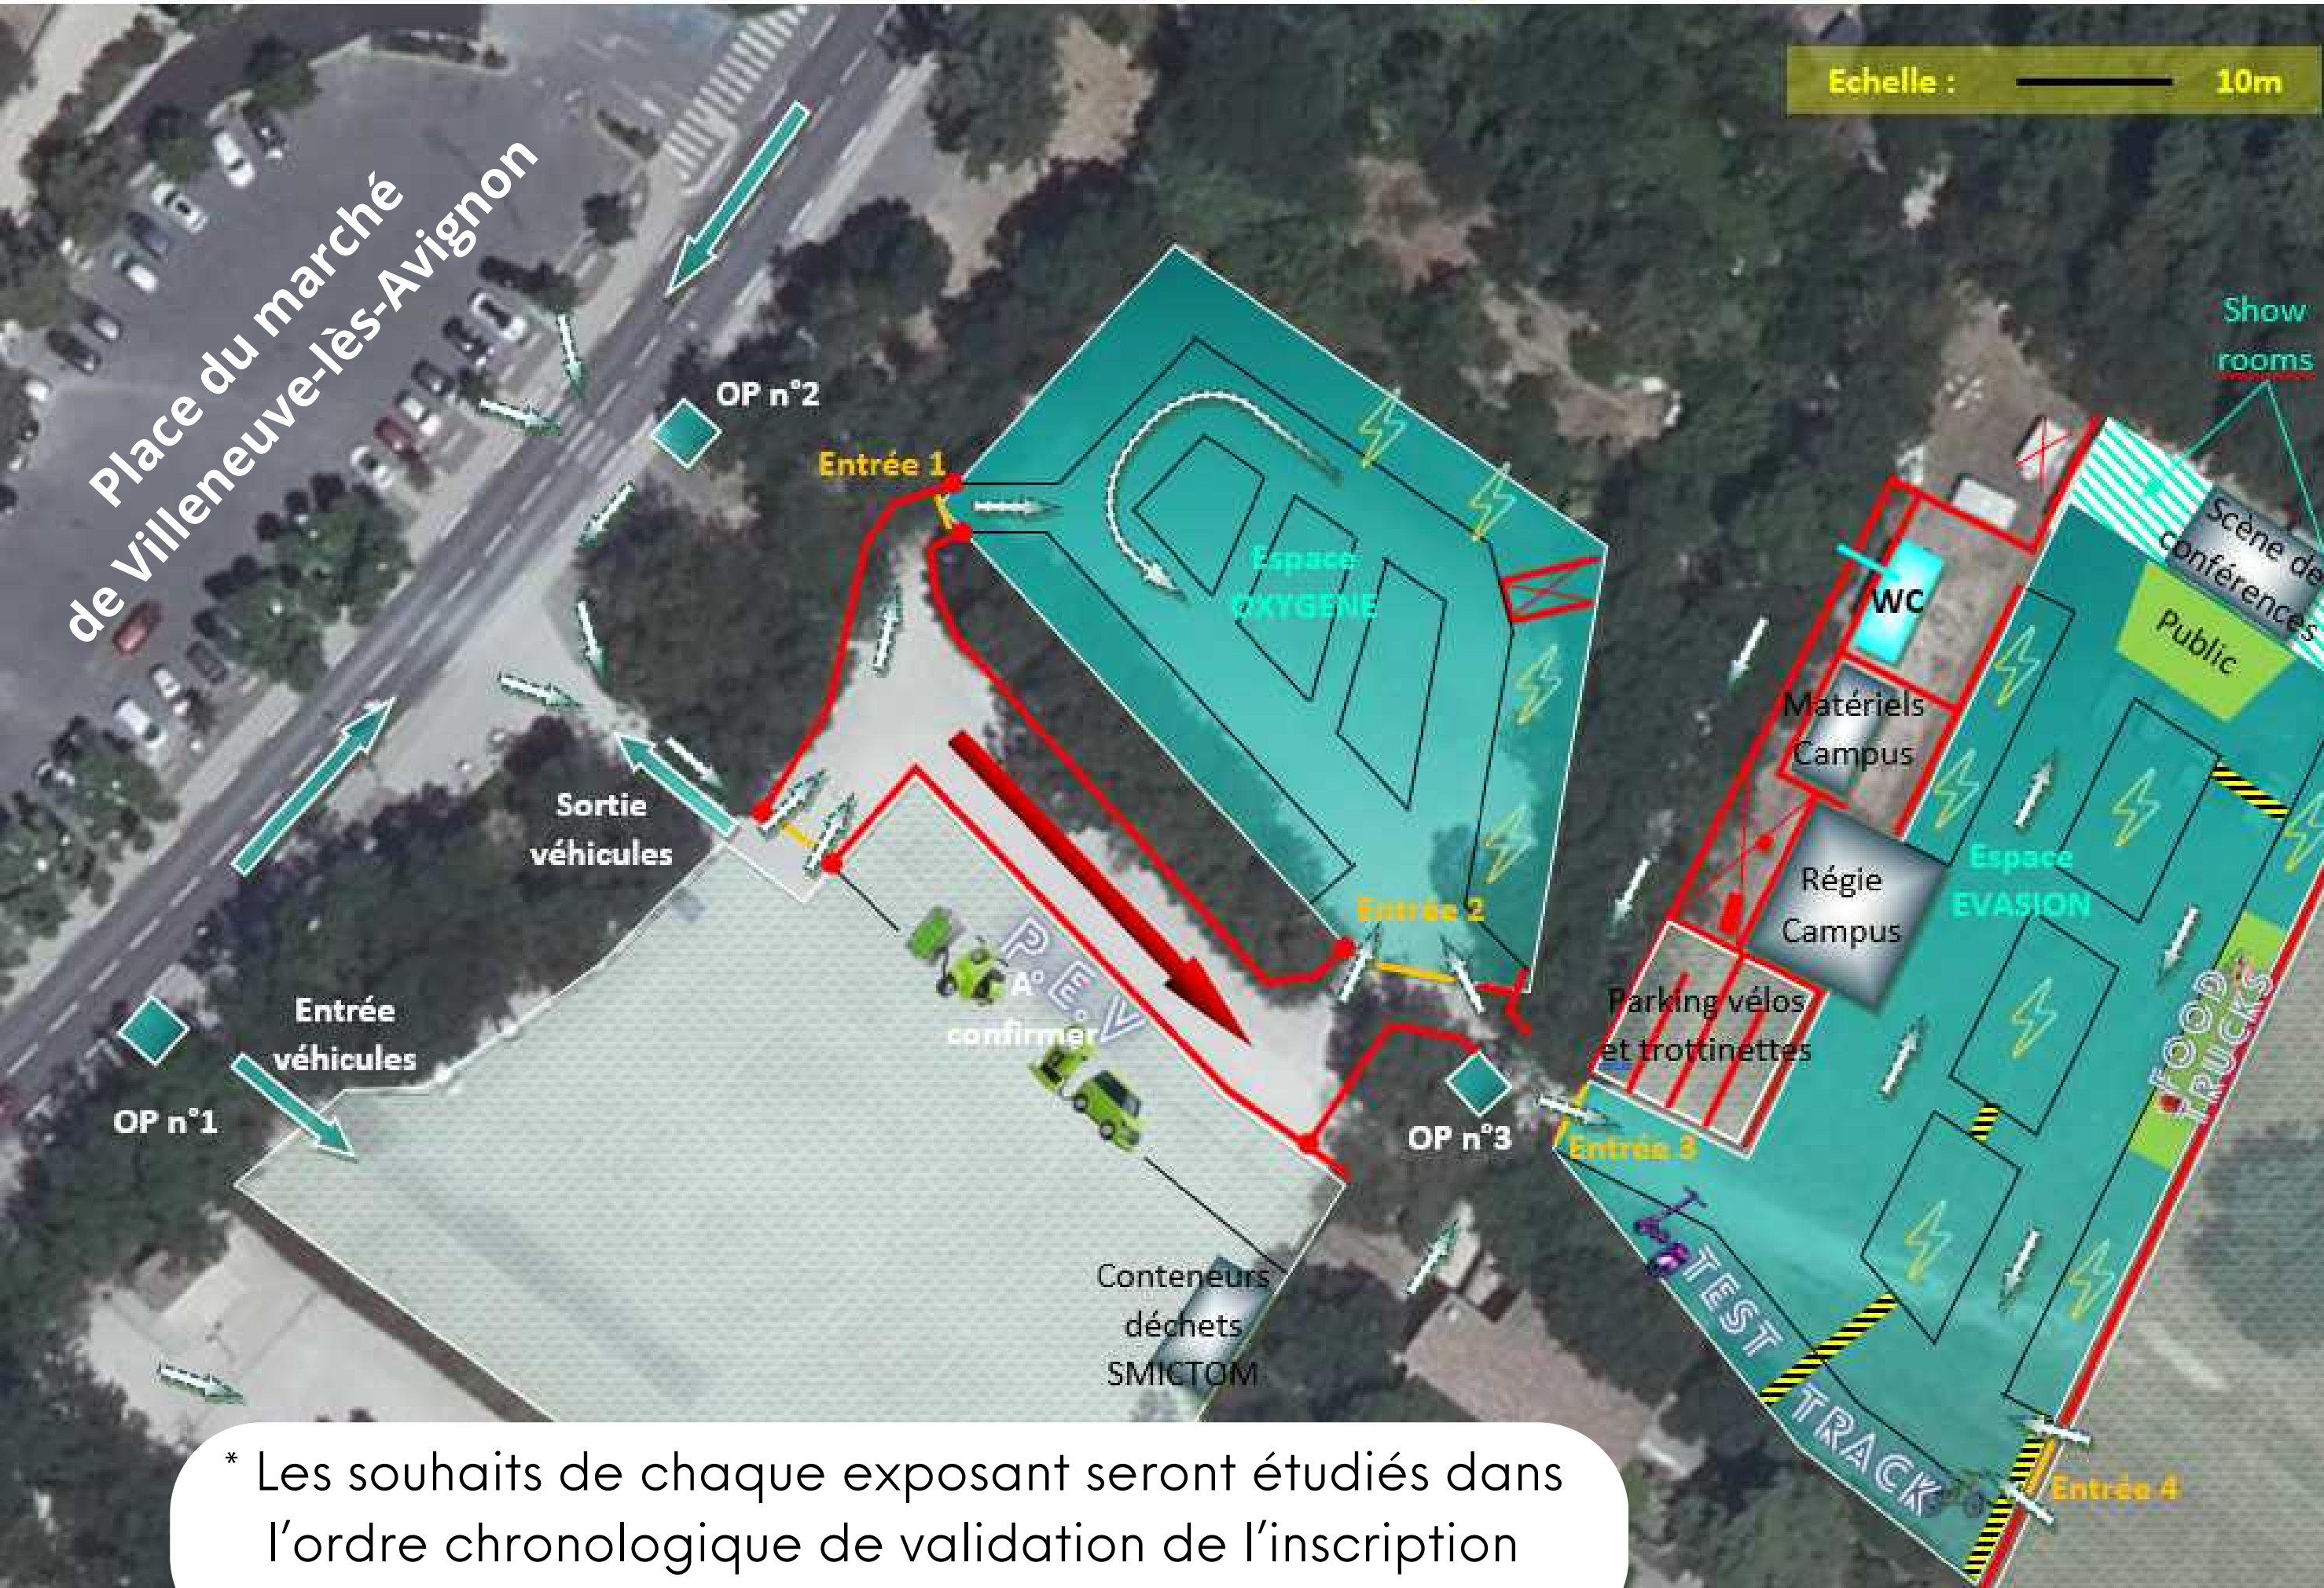 Echelle : 10m
Place du marché
de Villeneuve-lès-Avignon
Show
rooms
OP n°2
Entrée 1
Scène de
conférences
Espace
OXYGENE
WC
Public
Matériels
Campus
Sortie
véhicules
Espace
EVASION
Régie
Campus
Entrée 2
P.E.V
A
confirmer
Parking vélos
et trottinettes
FOOD
TRUCKS
Entrée
véhicules
OP n°1
OP n°3
Entrée 3
Conteneurs
déchets
SMICTOM
TEST
TRACK
Entrée 4
* Les souhaits de chaque exposant seront étudiés dans
l'ordre chronologique de validation de l'inscription